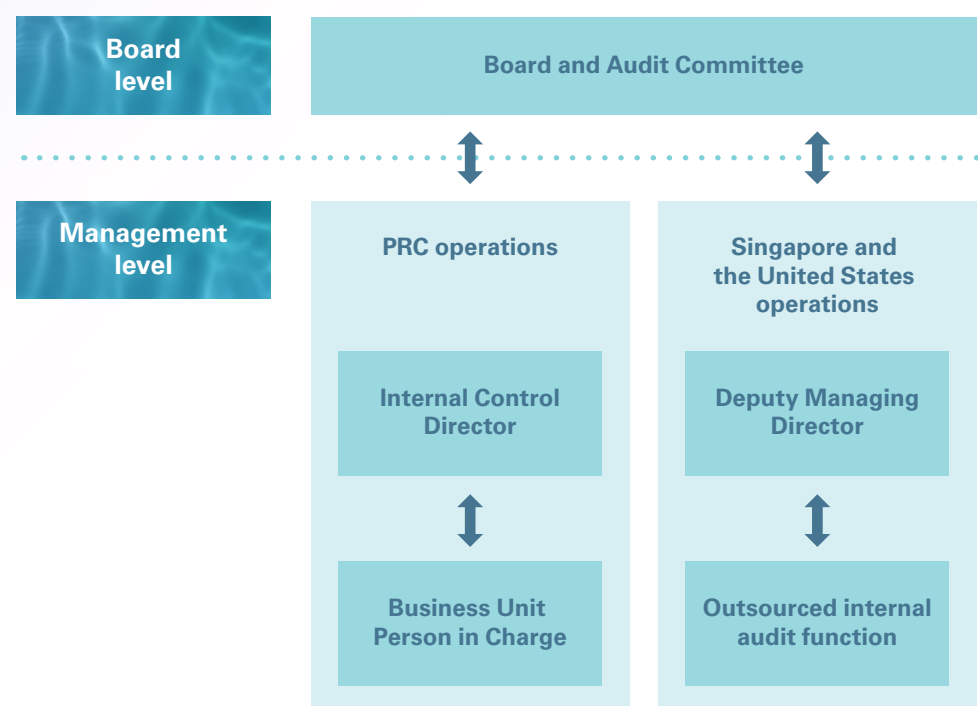 Board
level
Board and Audit Committee
Management
level
PRC operations
Singapore and
the United States
operations
Internal Control
Director
Deputy Managing
Director
Business Unit
Person in Charge
Outsourced internal
audit function